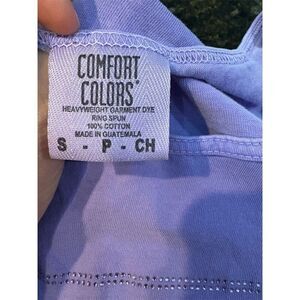 COMFORT
COLORS®
HEAVYWEIGHT GARMENT DYE
RING SPUN
100% COTTON
MADE IN GUATEMALA
S - P - CH